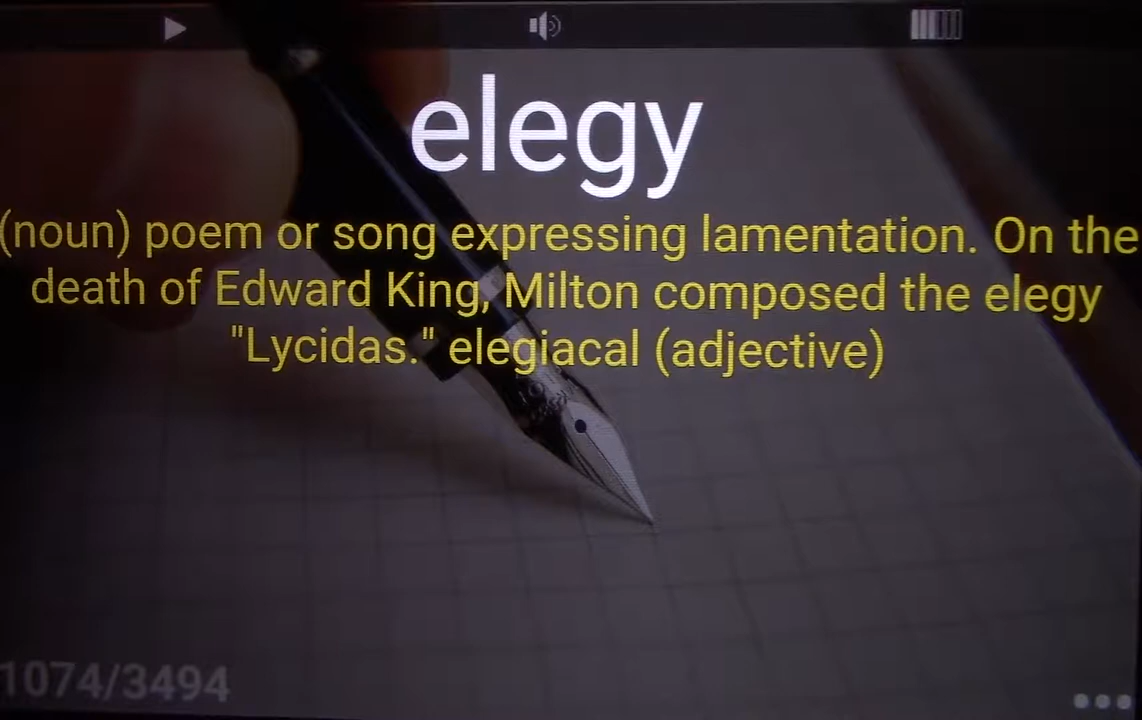 elegy
(noun) poem or song expressing lamentation. On the
death of Edward King, Milton composed the elegy
"Lycidas." elegiacal (adjective)
1074/3494